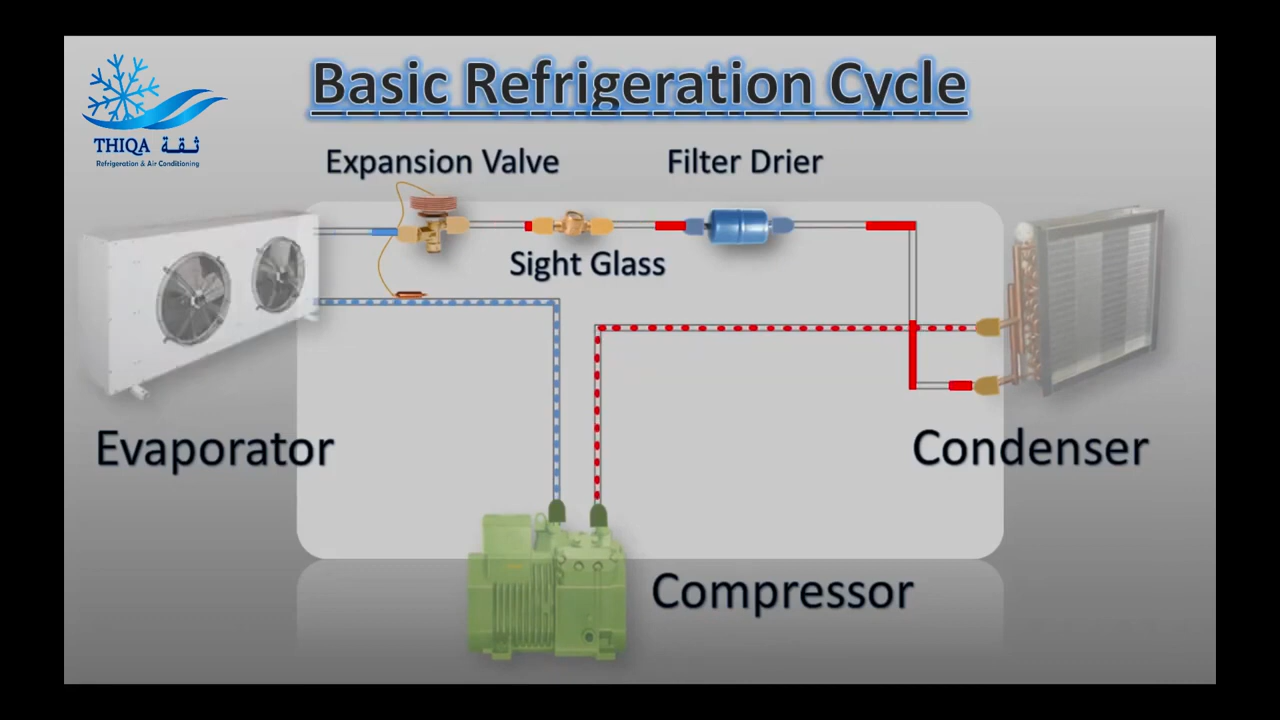 Basic Refrigeration Cycle
THIQA ثقة
Refrigeration & Air Conditioning
Expansion Valve
Filter Drier
Sight Glass
Evaporator
Condenser
Compressor